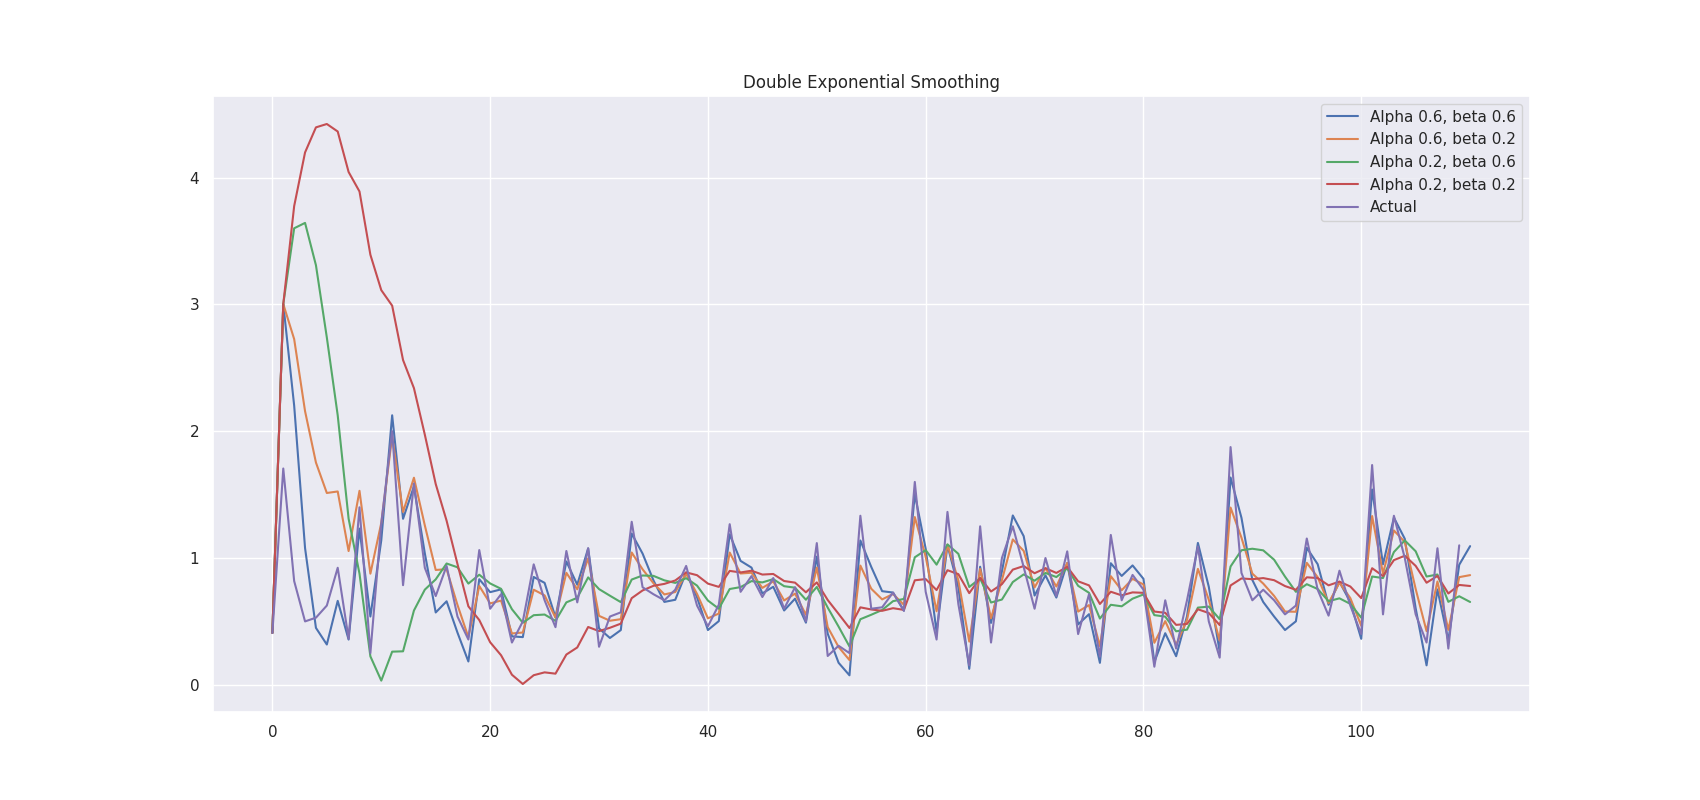 Double Exponential Smoothing
Alpha 0.6, beta 0.6
Alpha 0.6, beta 0.2
Alpha 0.2, beta 0.6
Alpha 0.2, beta 0.2
Actual
4
3
2
1
0
0 20 40 60 80 100